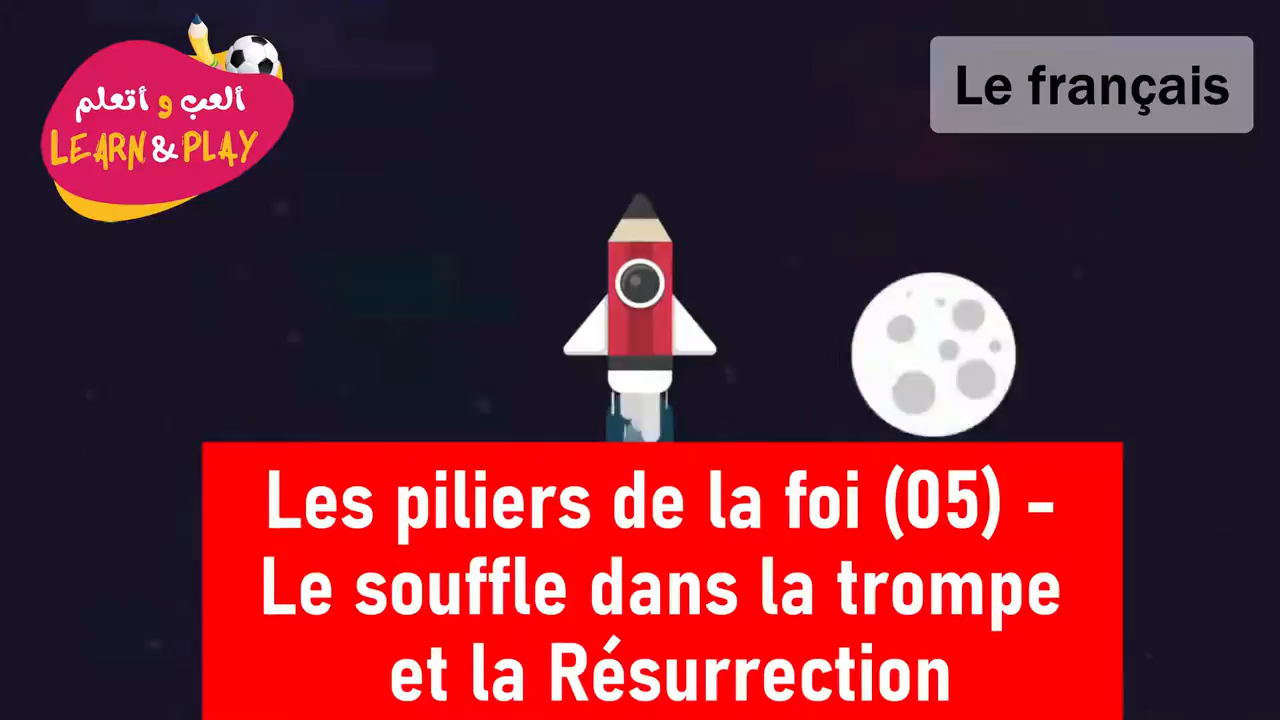 ألعب و أتعلم
LEARN & PLAY
Le français
Les piliers de la foi (05) -
Le souffle dans la trompe
et la Résurrection